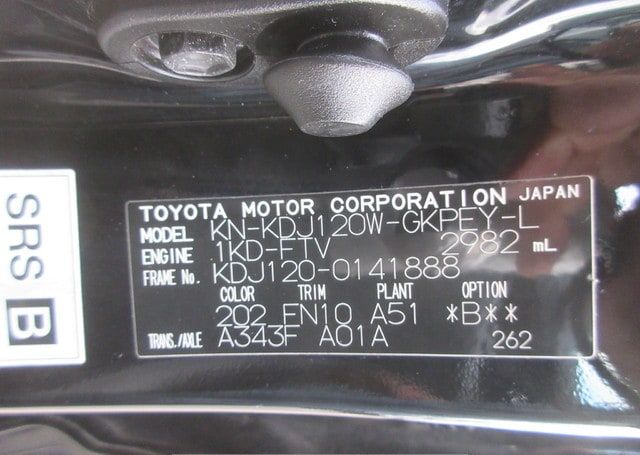 TOYOTA MOTOR CORPORATION JAPAN
MODEL KN-KDJ120W-GKPEY-L
ENGINE 1KD-FTV 2982 mL
FRAME No. KDJ120-0141888
COLOR TRIM PLANT OPTION
202 FN10 A51 *B**
TRANS./AXLE A343F A01A 262
SRS B